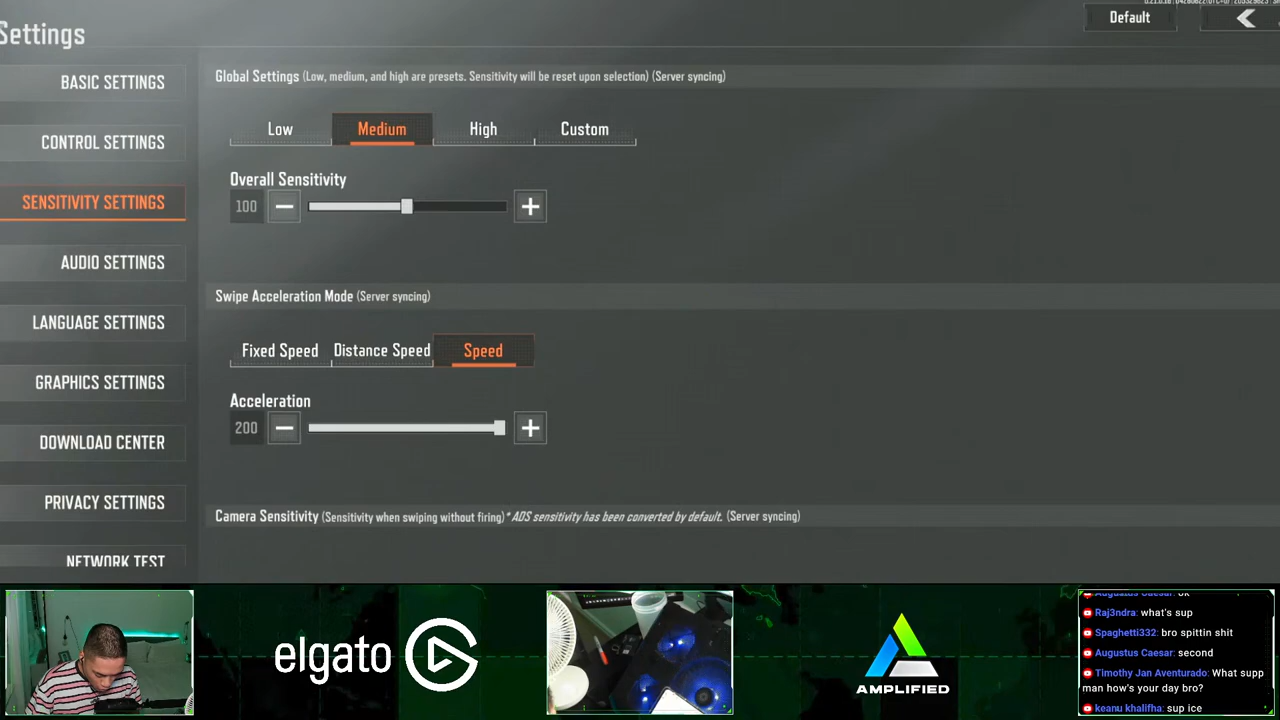 Default
Settings
BASIC SETTINGS
CONTROL SETTINGS
SENSITIVITY SETTINGS
AUDIO SETTINGS
LANGUAGE SETTINGS
GRAPHICS SETTINGS
DOWNLOAD CENTER
PRIVACY SETTINGS
NETWORK TEST
Global Settings (Low, medium, and high are presets. Sensitivity will be reset upon selection) (Server syncing)
Low Medium High Custom
Overall Sensitivity
100
Swipe Acceleration Mode (Server syncing)
Fixed Speed Distance Speed Speed
Acceleration
200
Camera Sensitivity (Sensitivity when swiping without firing)* ADS sensitivity has been converted by default. (Server syncing)
elgato
AMPLIFIED
Augustus Caesar: ok
Raj3ndra: what's sup
Spaghetti332: bro spittin shit
Augustus Caesar: second
Timothy Jan Aventurado: What supp
man how's your day bro?
keanu khalifha: sup ice